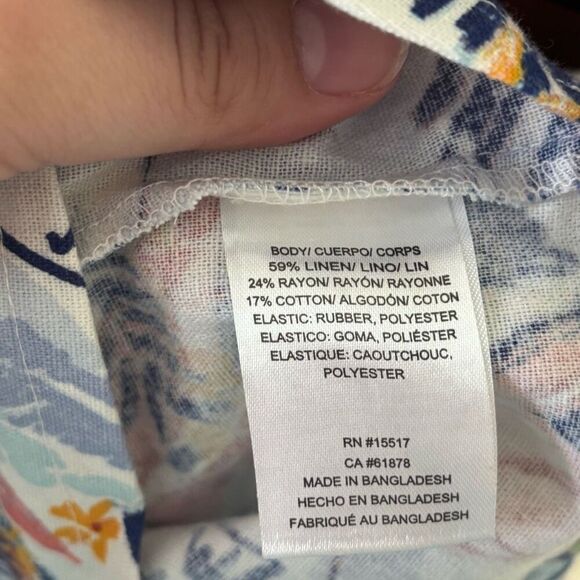 BODY/ CUERPO/ CORPS
59% LINEN/ LINO/ LIN
24% RAYON/ RAYÓN/ RAYONNE
17% COTTON/ ALGODÓN/ COTON
ELASTIC: RUBBER, POLYESTER
ELASTICO: GOMA, POLIÉSTER
ELASTIQUE: CAOUTCHOUC,
POLYESTER
RN #15517
CA #61878
MADE IN BANGLADESH
HECHO EN BANGLADESH
FABRIQUÉ AU BANGLADESH